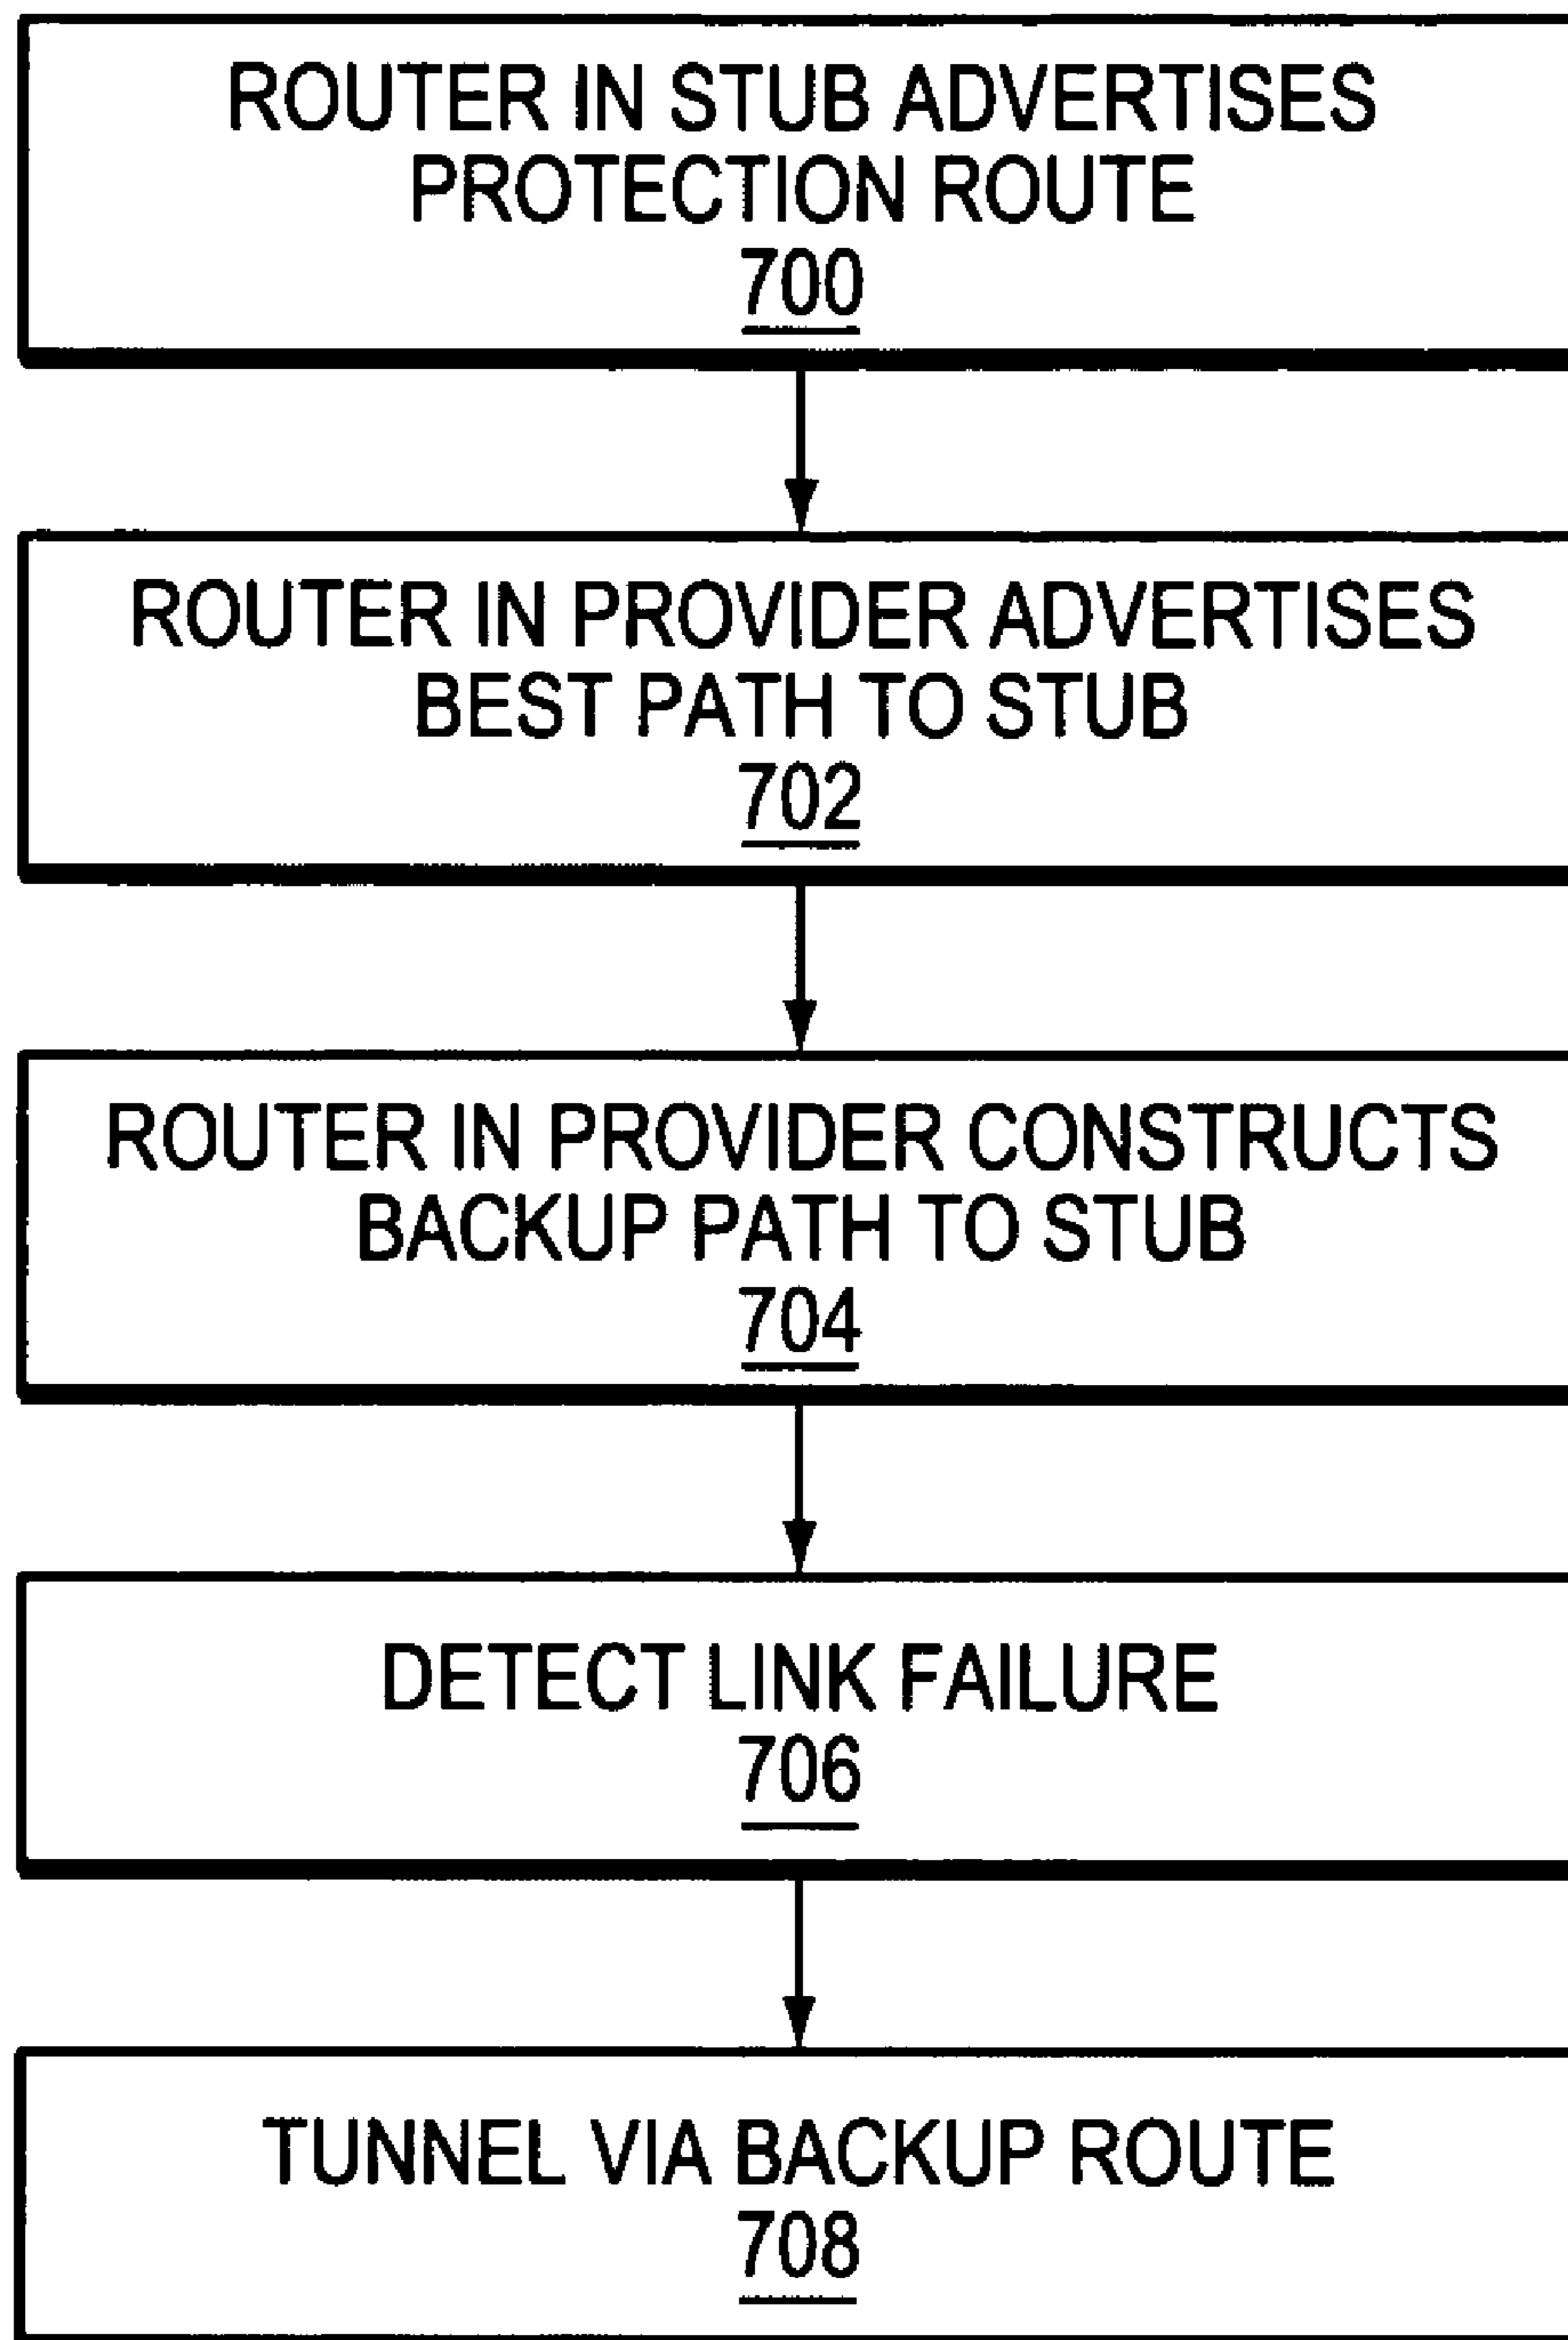 ROUTER IN STUB ADVERTISES
PROTECTION ROUTE
700
ROUTER IN PROVIDER ADVERTISES
BEST PATH TO STUB
702
ROUTER IN PROVIDER CONSTRUCTS
BACKUP PATH TO STUB
704
DETECT LINK FAILURE
706
TUNNEL VIA BACKUP ROUTE
708